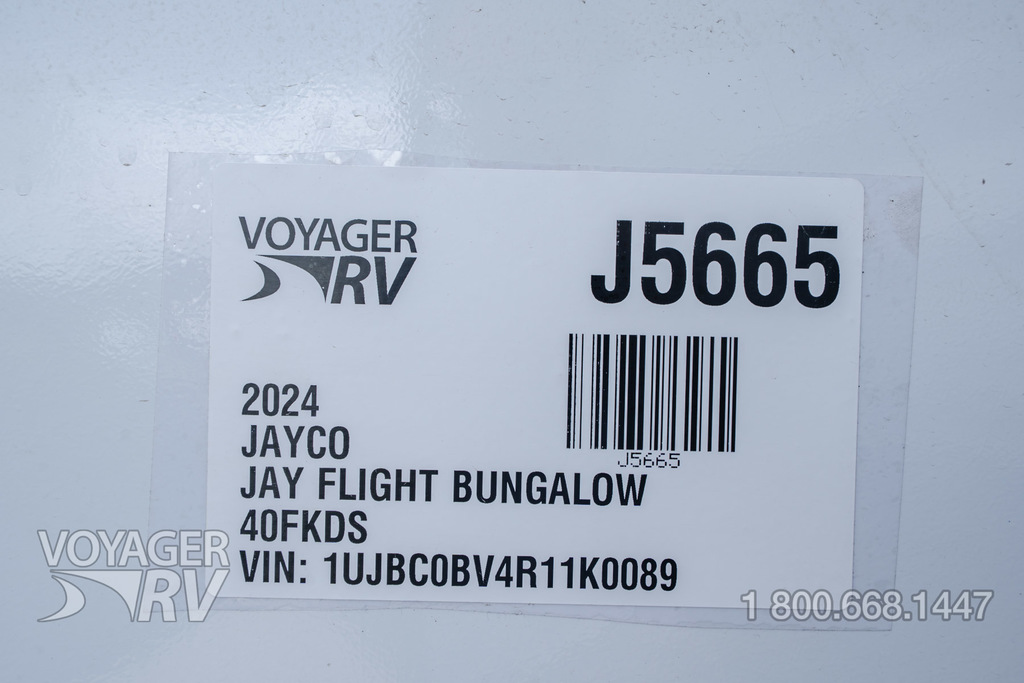 VOYAGER
RV
J5665
J5665
2024
JAYCO
JAY FLIGHT BUNGALOW
40FKDS
VIN: 1UJBC0BV4R11K0089
VOYAGER
RV
1 800.668.1447